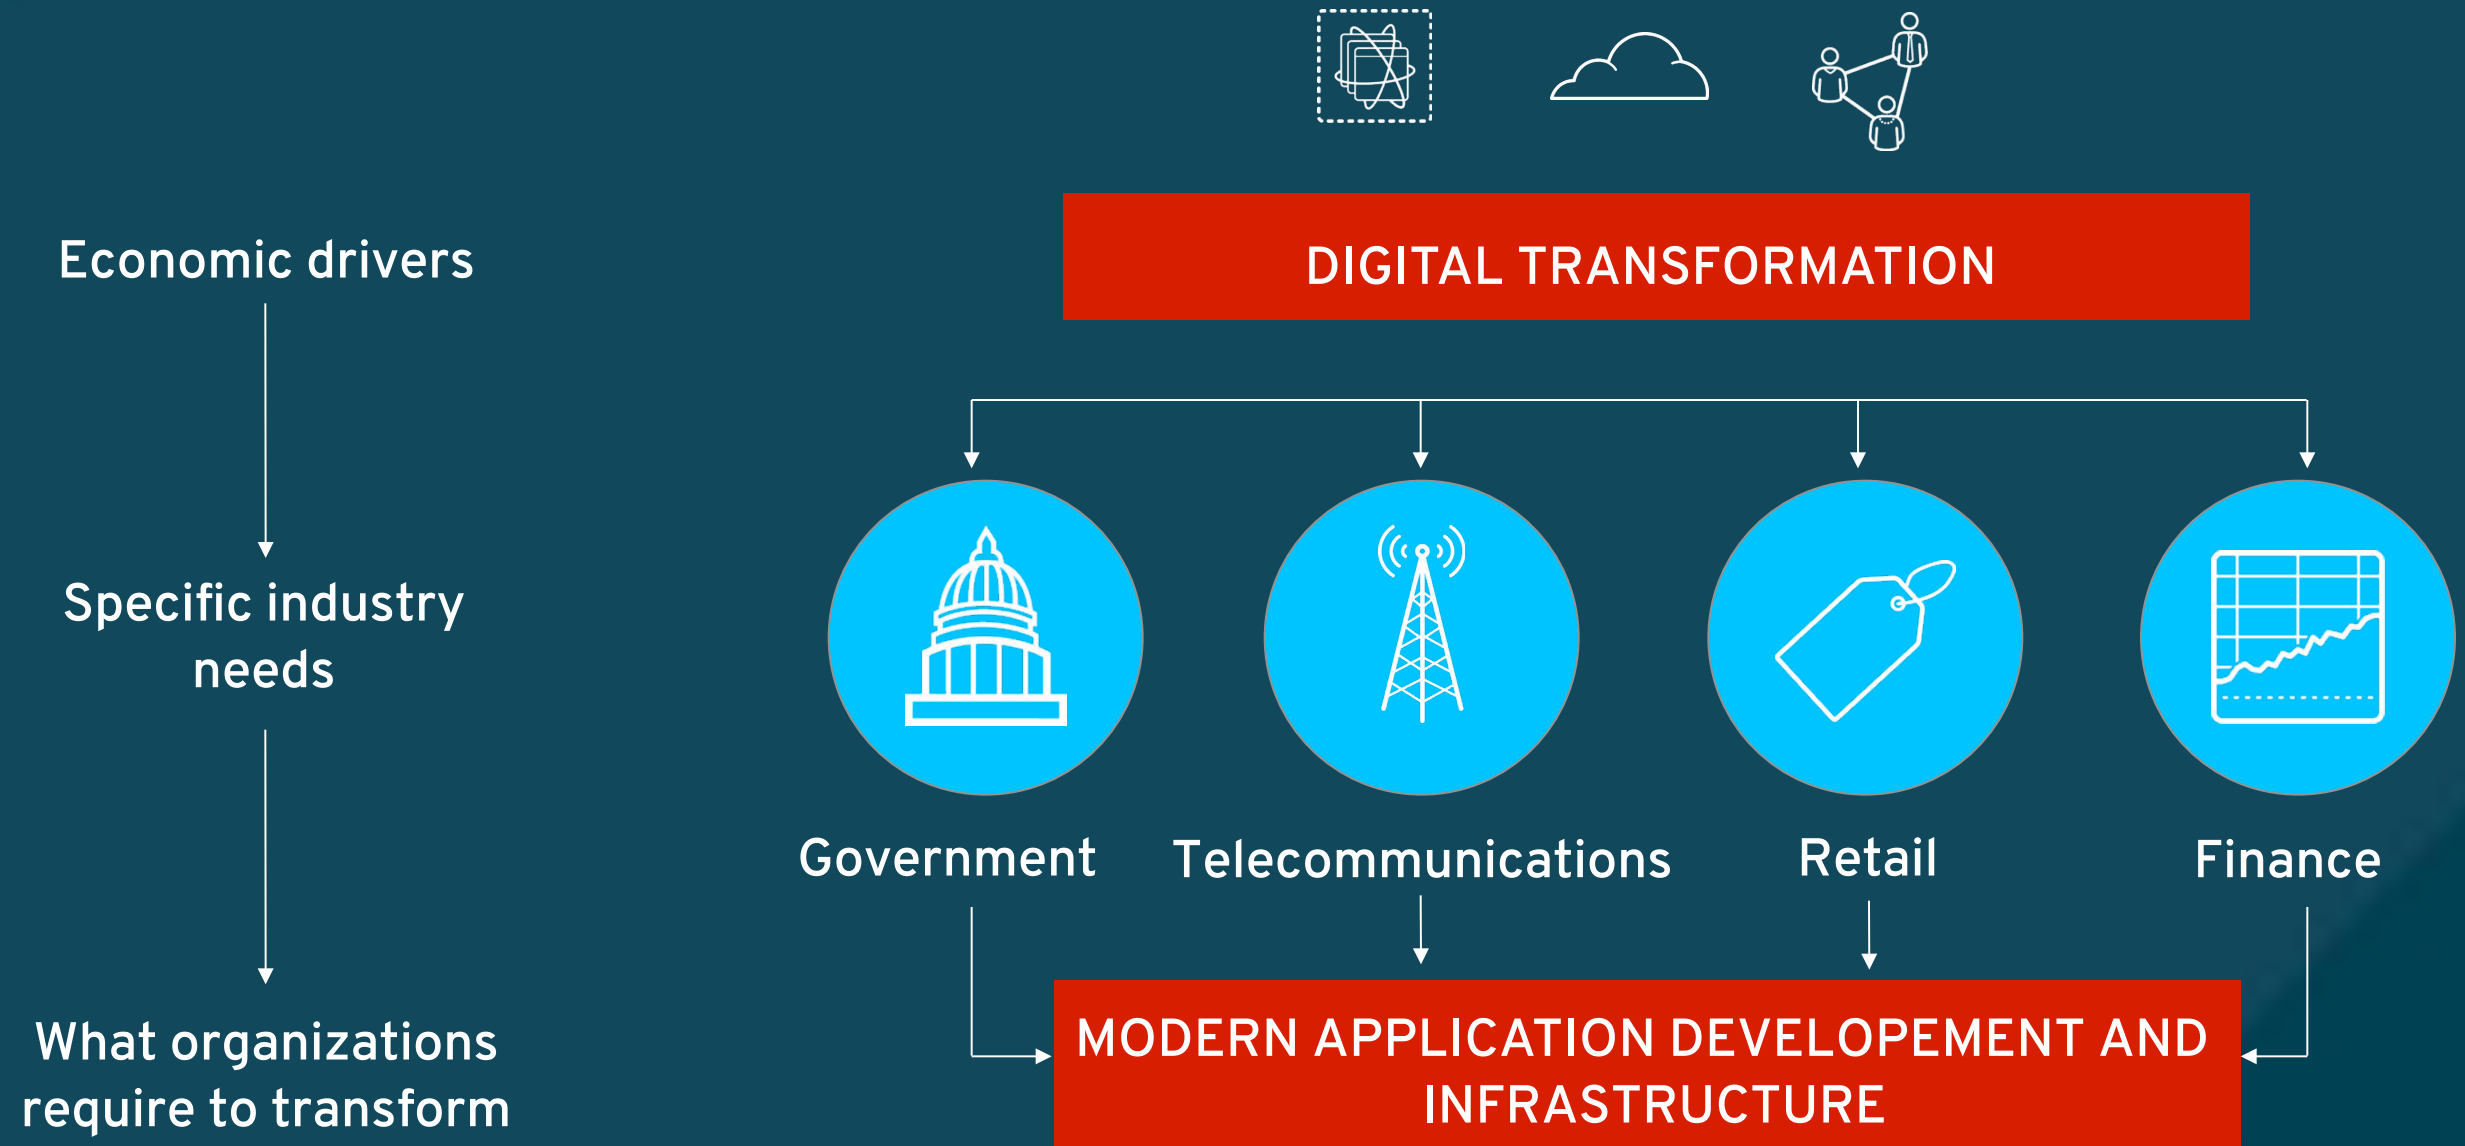 Economic drivers
DIGITAL TRANSFORMATION
Specific industry
needs
Government
Telecommunications
Retail
Finance
What organizations
require to transform
MODERN APPLICATION DEVELOPEMENT AND
INFRASTRUCTURE